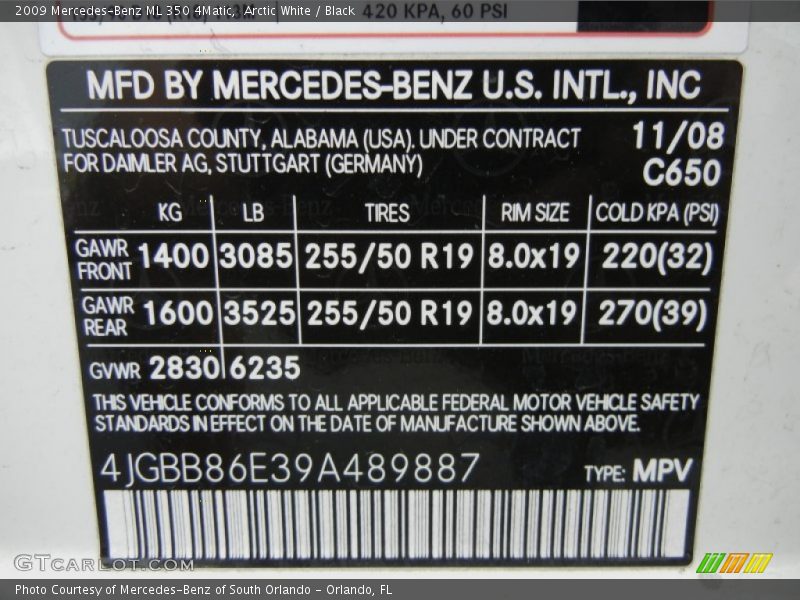 2009 Mercedes-Benz ML 350 4Matic, Arctic White / Black
420 KPA, 60 PSI
MFD BY MERCEDES-BENZ U.S. INTL., INC
TUSCALOOSA COUNTY, ALABAMA (USA). UNDER CONTRACT 11/08
FOR DAIMLER AG, STUTTGART (GERMANY) C650
KG LB TIRES RIM SIZE COLD KPA (PSI)
GAWR FRONT 1400 3085 255/50 R19 8.0x19 220(32)
GAWR REAR 1600 3525 255/50 R19 8.0x19 270(39)
GVWR 2830 6235
THIS VEHICLE CONFORMS TO ALL APPLICABLE FEDERAL MOTOR VEHICLE SAFETY
STANDARDS IN EFFECT ON THE DATE OF MANUFACTURE SHOWN ABOVE.
4JGBB86E39A489887 TYPE: MPV
GTCARLOT.COM
Photo Courtesy of Mercedes-Benz of South Orlando - Orlando, FL